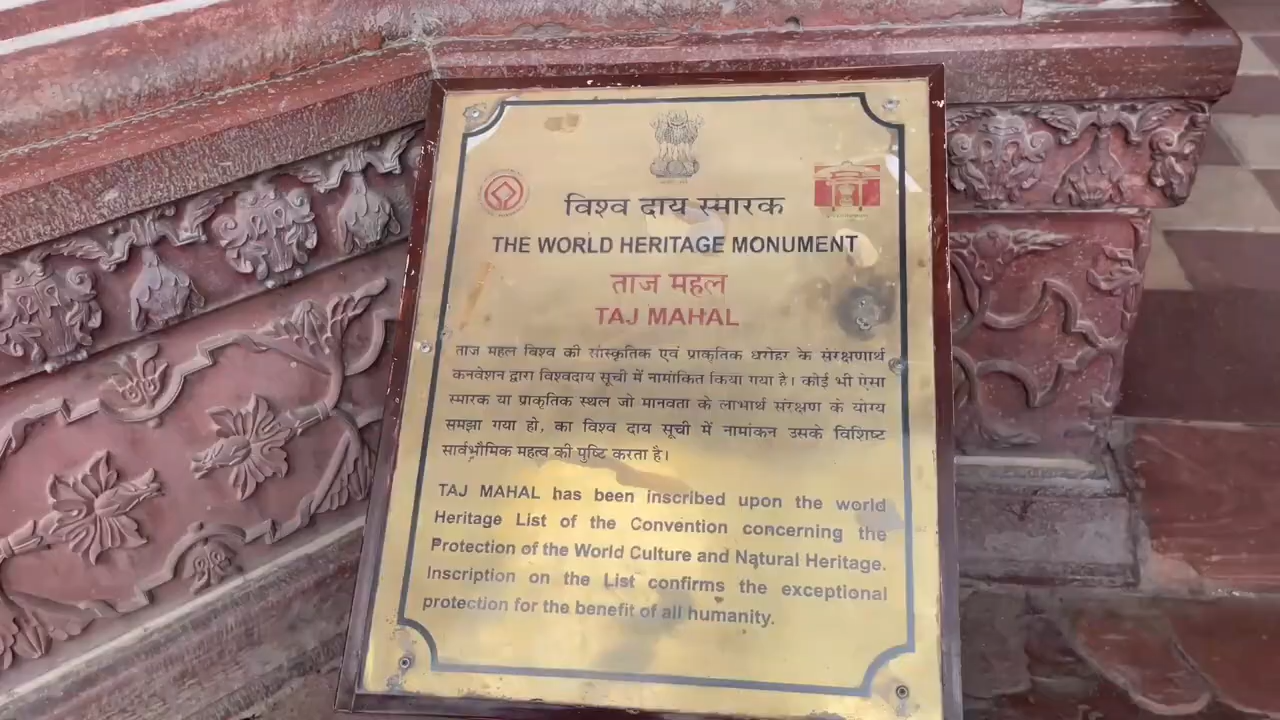 विश्व दाय स्मारक
THE WORLD HERITAGE MONUMENT
ताज महल
TAJ MAHAL
ताज महल विश्व की सांस्कृतिक एवं प्राकृतिक धरोहर के संरक्षणार्थ
कनवेशन द्वारा विश्वदाय सूची में नामांकित किया गया है। कोई भी ऐसा
स्मारक या प्राकृतिक स्थल जो मानवता के लाभार्थ संरक्षण के योग्य
समझा गया हो, का विश्व दाय सूची में नामांकन उसके विशिष्ट
सार्वभौमिक महत्व की पुष्टि करता है।
TAJ MAHAL has been inscribed upon the world
Heritage List of the Convention concerning the
Protection of the World Culture and Natural Heritage.
Inscription on the List confirms the exceptional
protection for the benefit of all humanity.